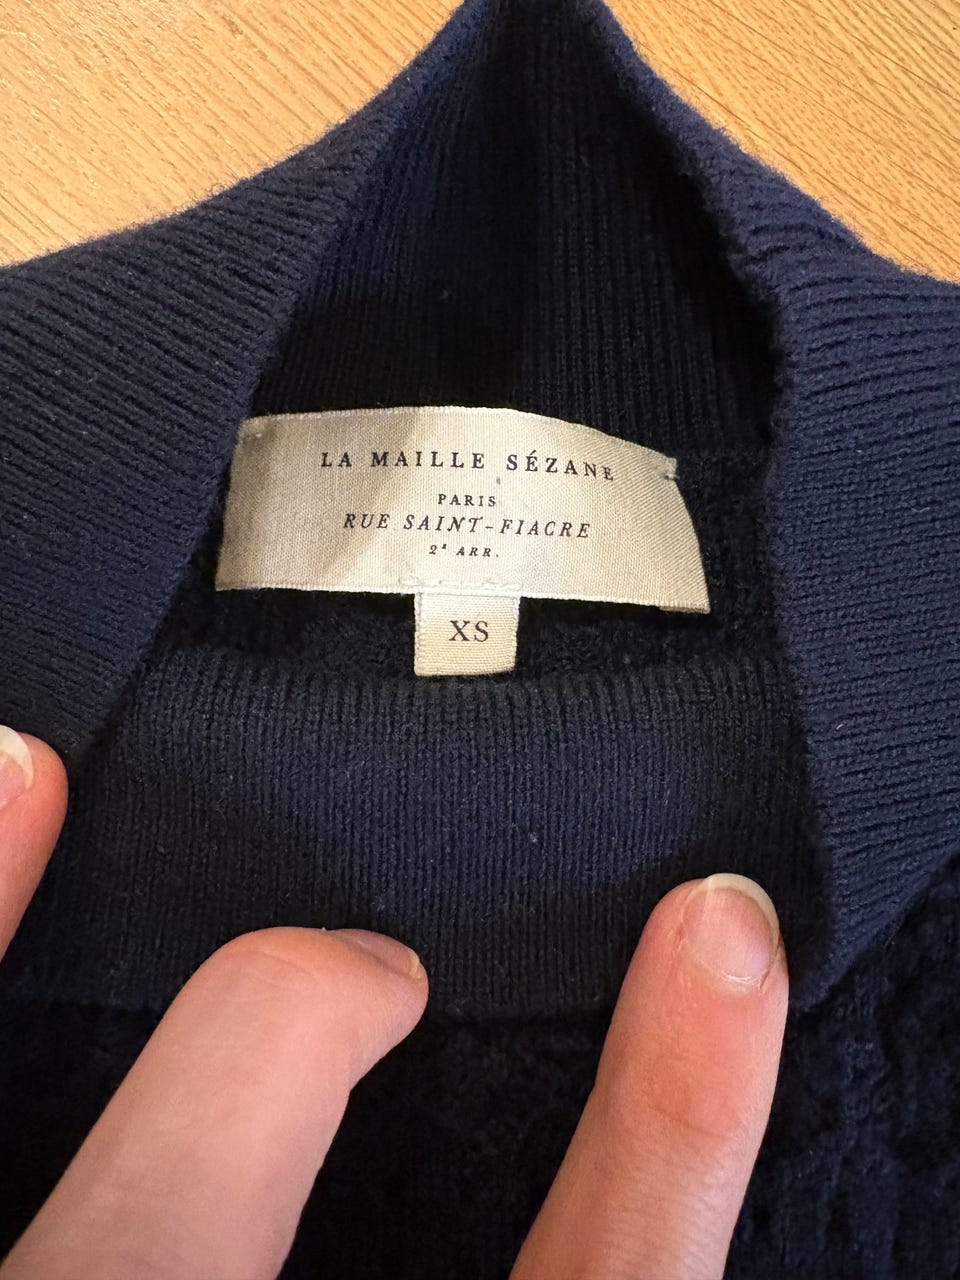 LA MAILLE SÉZANE
PARIS
RUE SAINT-FIACRE
2ᵉ ARR.
XS